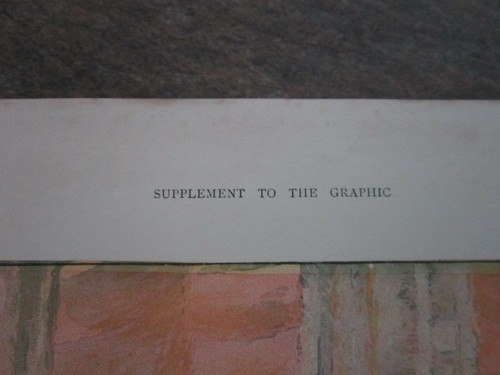 SUPPLEMENT TO THE GRAPHIC